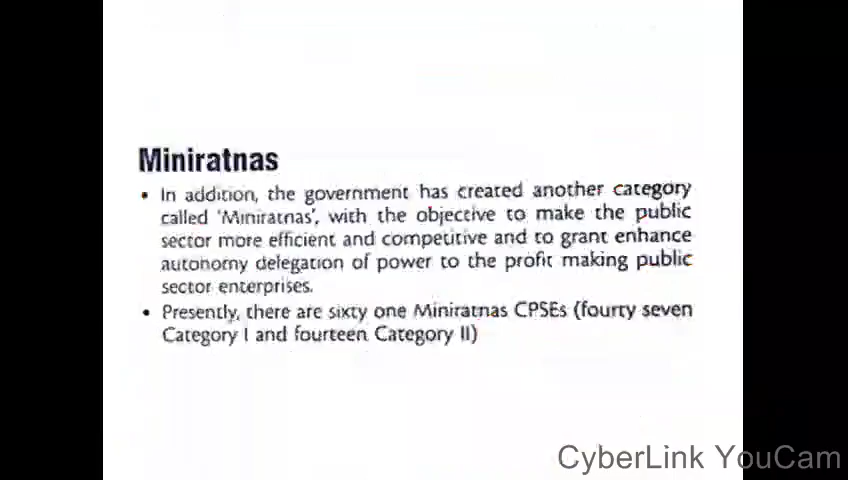 Miniratnas
• In addition, the government has created another category
called 'Miniratnas', with the objective to make the public
sector more efficient and competitive and to grant enhance
autonomy delegation of power to the profit making public
sector enterprises.
• Presently, there are sixty one Miniratnas CPSEs (fourty seven
Category I and fourteen Category II)
CyberLink YouCam